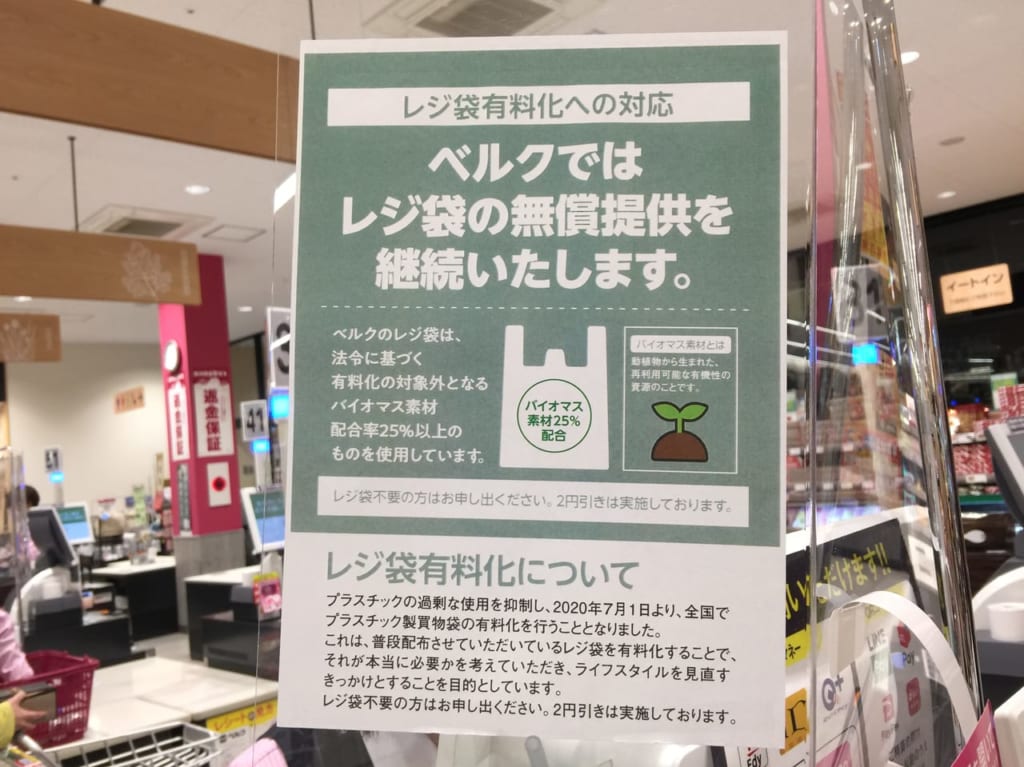 レジ袋有料化への対応
ベルクでは
レジ袋の無償提供を
継続いたします。
ベルクのレジ袋は、
法令に基づく
有料化の対象外となる
バイオマス素材
配合率25%以上の
ものを使用しています。
バイオマス
素材25%
配合
バイオマス素材とは
動植物から生まれた、
再利用可能な有機性の
資源のことです。
レジ袋不要の方はお申し出ください。2円引きは実施しております。
レジ袋有料化について
プラスチックの過剰な使用を抑制し、2020年7月1日より、全国で
プラスチック製買物袋の有料化を行うこととなりました。
これは、普段配布させていただいているレジ袋を有料化することで、
それが本当に必要かを考えていただき、ライフスタイルを見直す
きっかけとすることを目的としています。
レジ袋不要の方はお申し出ください。2円引きは実施しております。
イートイン
返金保証
41
31
いただけます!!
Pay
Edy